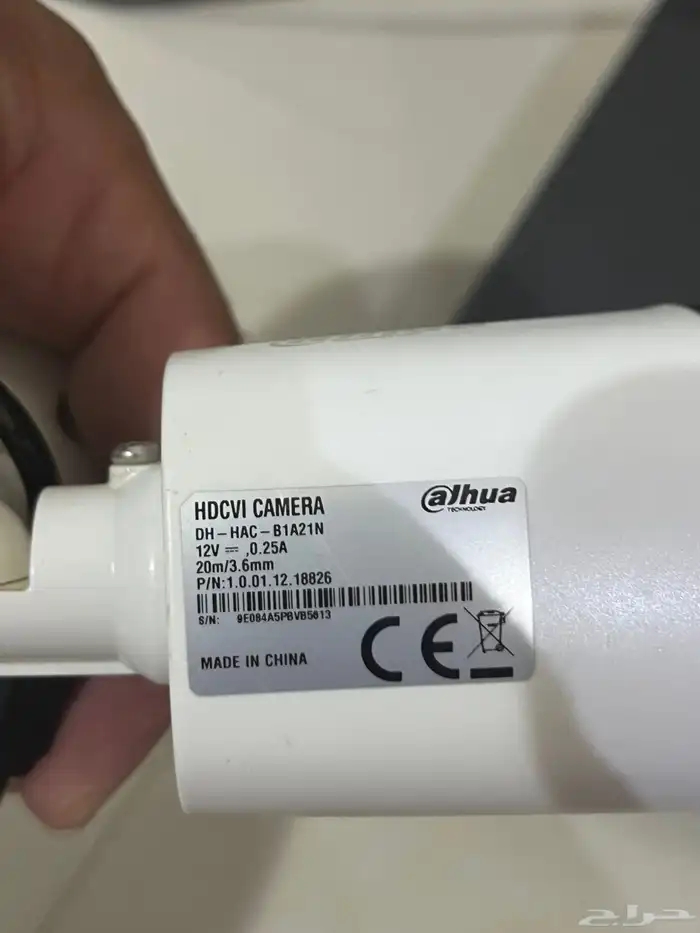 HDCVI CAMERA
alhua
TECHNOLOGY
DH-HAC-B1A21N
12V ⎓ ,0.25A
20m/3.6mm
P/N:1.0.01.12.18826
S/N: 9E084A5PBVB5013
MADE IN CHINA
CE
حراج